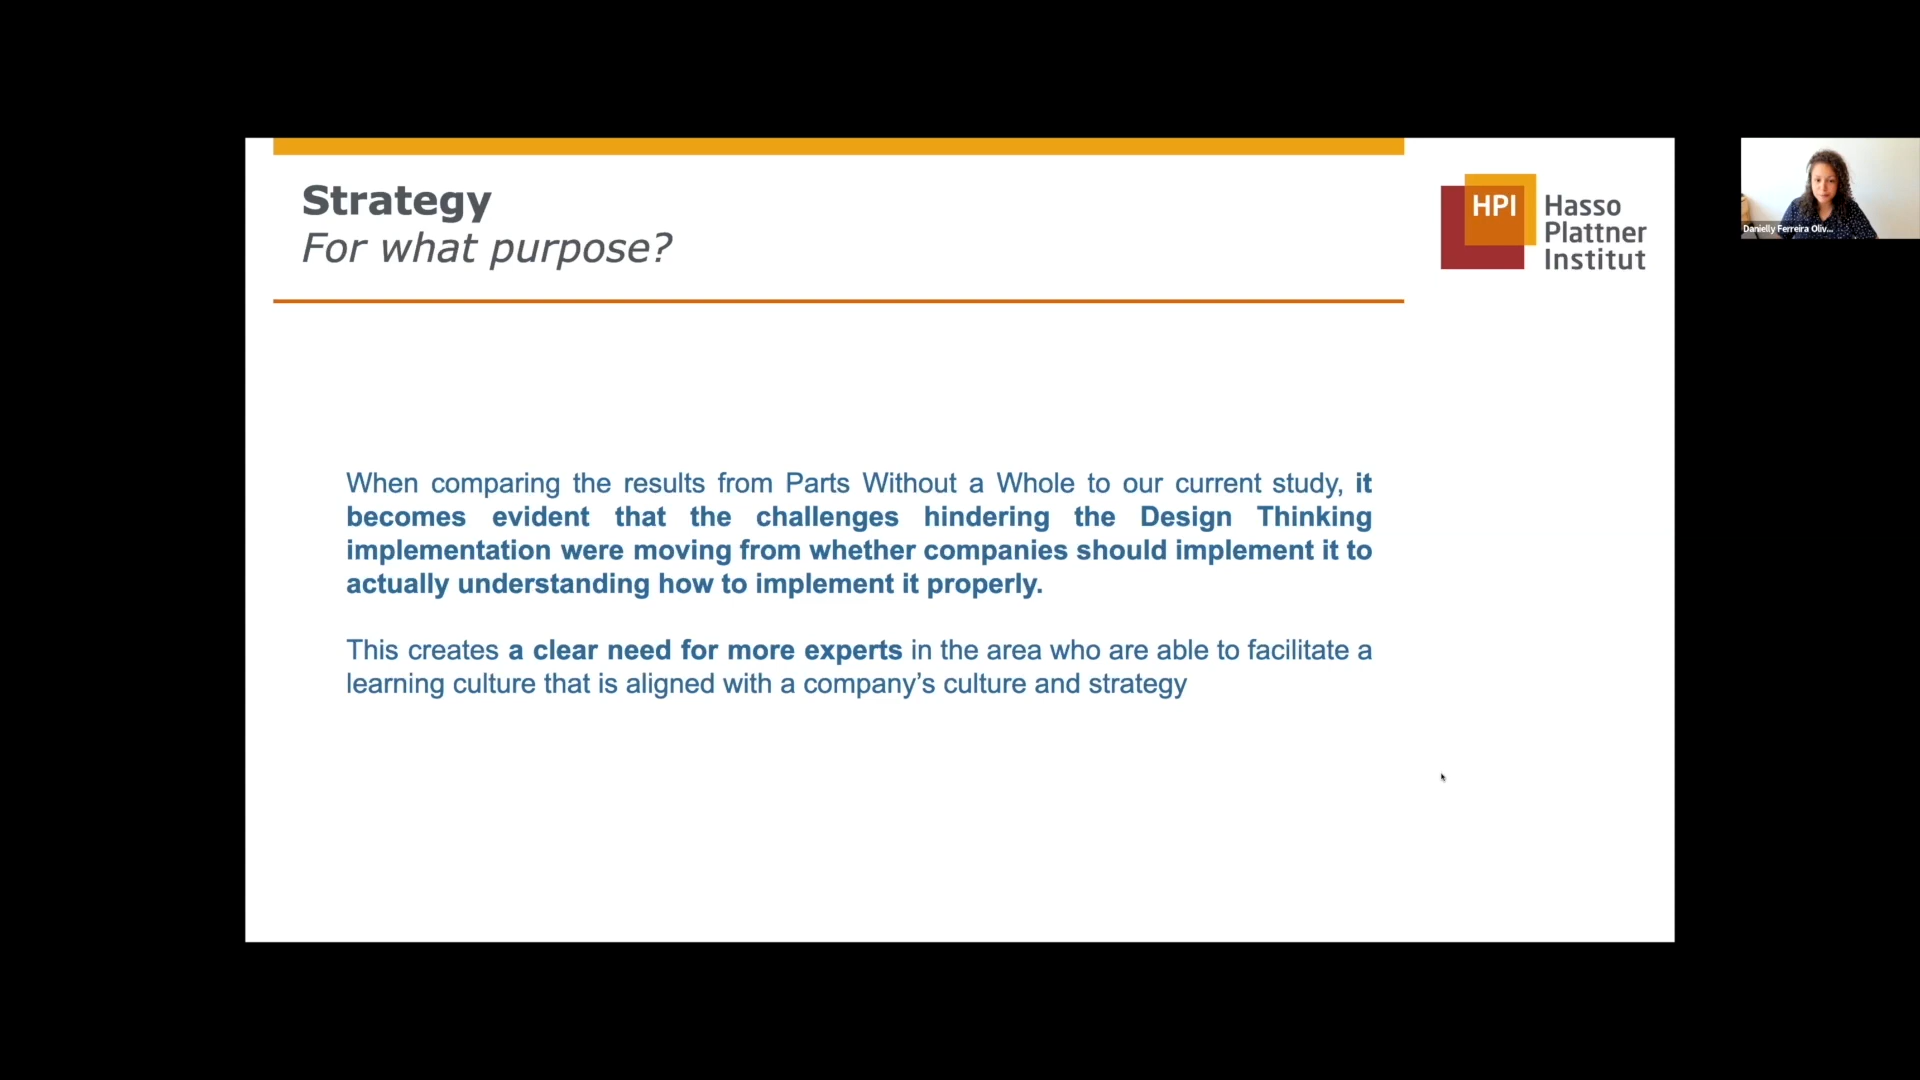 Strategy
For what purpose?
HPI
Hasso
Plattner
Institut
Danielly Ferreira Oliv...
When comparing the results from Parts Without a Whole to our current study, it
becomes evident that the challenges hindering the Design Thinking
implementation were moving from whether companies should implement it to
actually understanding how to implement it properly.
This creates a clear need for more experts in the area who are able to facilitate a
learning culture that is aligned with a company’s culture and strategy